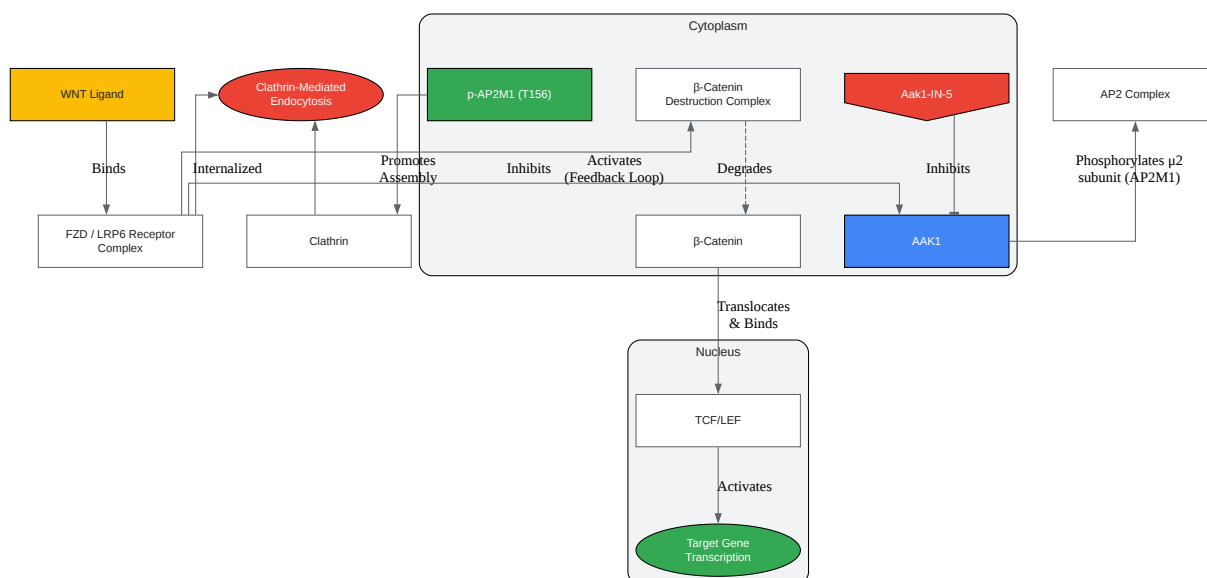 Cytoplasm
WNT Ligand
Clathrin-Mediated
Endocytosis
p-AP2M1 (T156)
β-Catenin
Destruction Complex
Aak1-IN-5
AP2 Complex
Binds
Internalized
Promotes
Assembly
Inhibits
Activates
(Feedback Loop)
Degrades
Inhibits
Phosphorylates μ2
subunit (AP2M1)
FZD / LRP6 Receptor
Complex
Clathrin
β-Catenin
AAK1
Translocates
& Binds
Nucleus
TCF/LEF
Activates
Target Gene
Transcription